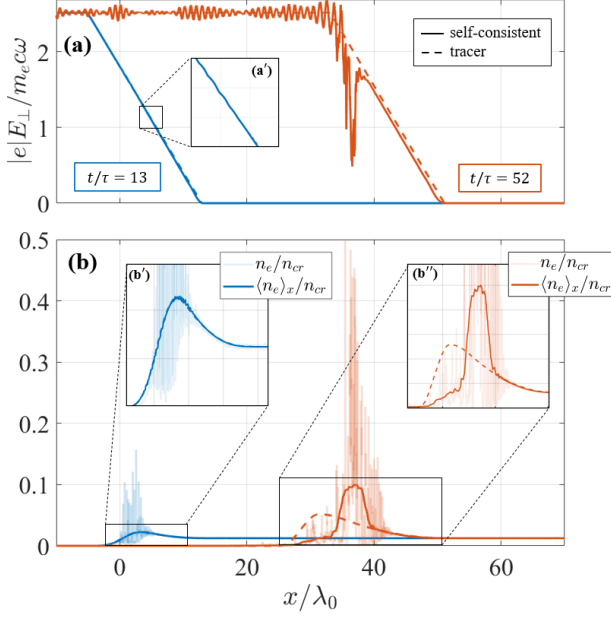 |e|E⊥/mₑcω
2
1
0
(a)
(a')
self-consistent
tracer
t/τ = 13
t/τ = 52
0.5
0.4
0.3
0.2
0.1
0
(b)
(b')
nₑ/n_cr
⟨nₑ⟩ₓ/n_cr
(b'')
nₑ/n_cr
⟨nₑ⟩ₓ/n_cr
0 20 40 60
x/λ₀